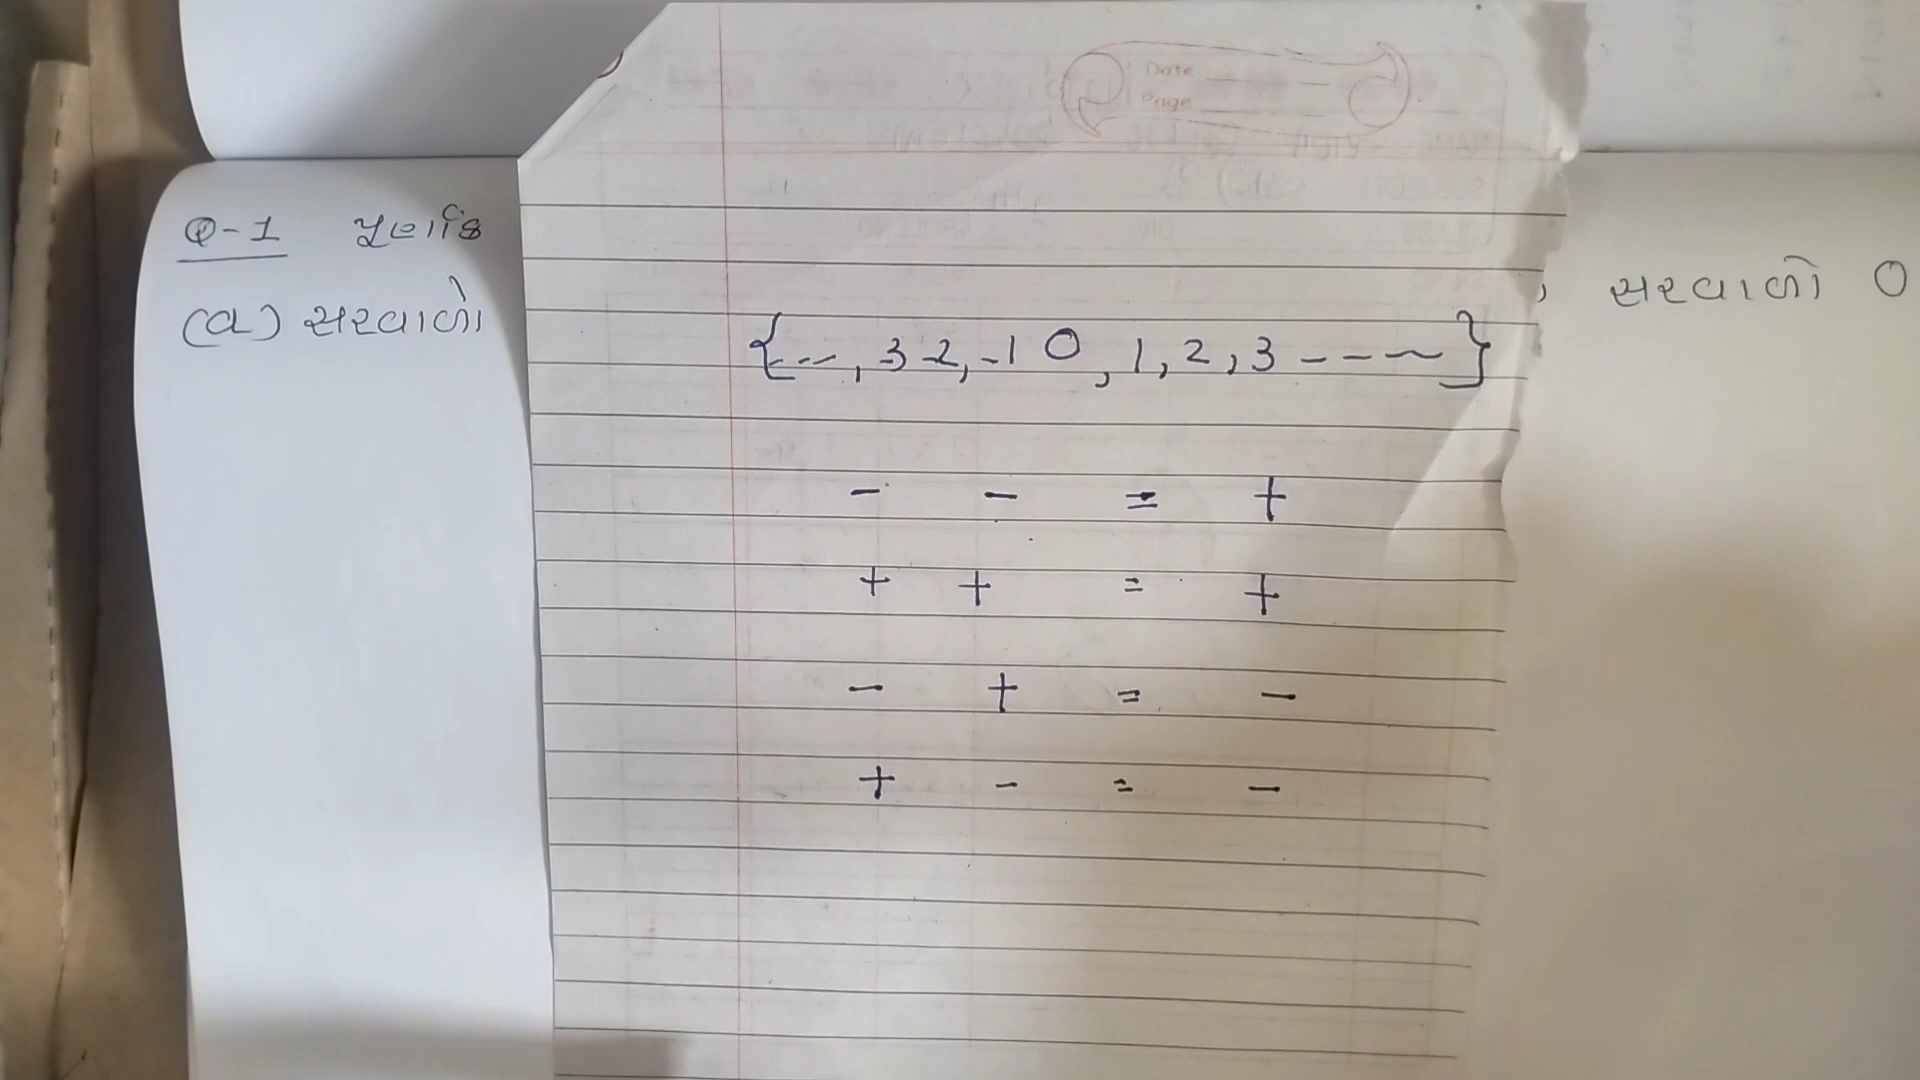 Date
Page
Q-1 પૂર્ણાંક
(a) સરવાળો
, સરવાળો 0
{---, 3 -2, -1 0, 1, 2, 3 ----}
- - = +
+ + = +
- + = -
+ - = -